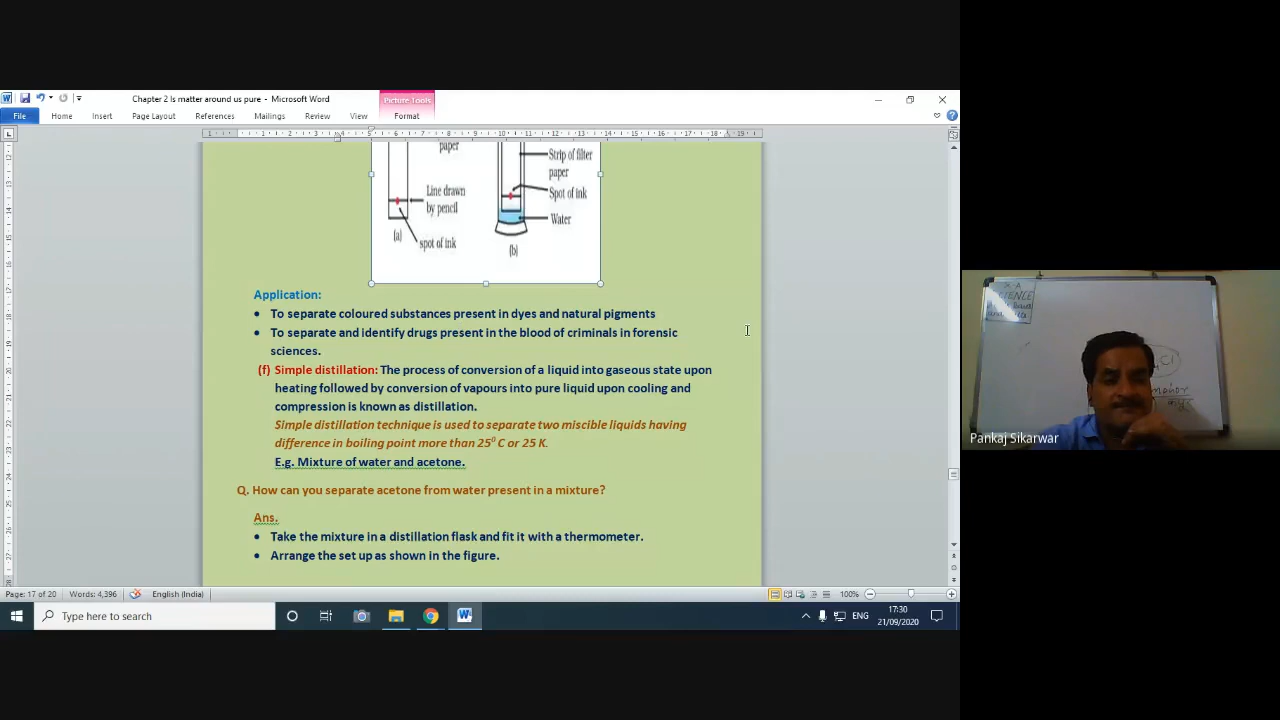 Chapter 2 Is matter around us pure - Microsoft Word
Picture Tools
File Home Insert Page Layout References Mailings Review View Format
paper
Line drawn
by pencil
(a)
spot of ink
Strip of filter
paper
Spot of ink
Water
(b)
Application:
• To separate coloured substances present in dyes and natural pigments
• To separate and identify drugs present in the blood of criminals in forensic
sciences.
(f) Simple distillation: The process of conversion of a liquid into gaseous state upon
heating followed by conversion of vapours into pure liquid upon cooling and
compression is known as distillation.
Simple distillation technique is used to separate two miscible liquids having
difference in boiling point more than 25⁰ C or 25 K.
E.g. Mixture of water and acetone.
Q. How can you separate acetone from water present in a mixture?
Ans.
• Take the mixture in a distillation flask and fit it with a thermometer.
• Arrange the set up as shown in the figure.
Page: 17 of 20 Words: 4,396 English (India) 100%
Type here to search
ENG
17:30
21/09/2020
X-A
SCIENCE
Pankaj Sikarwar